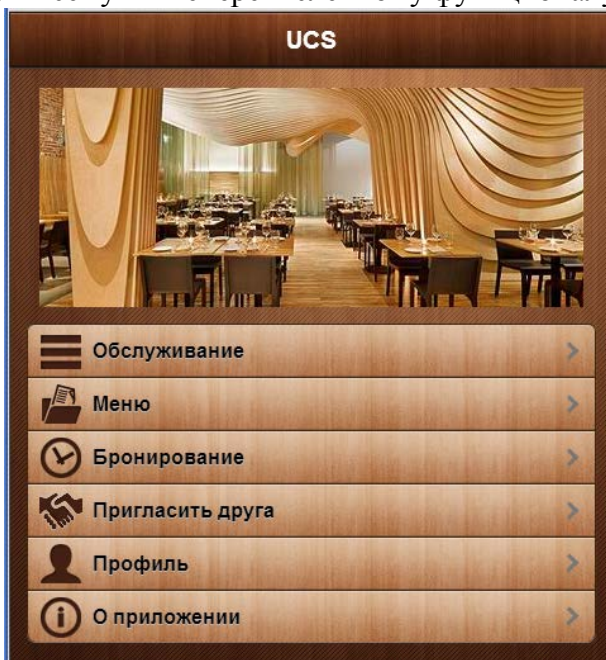 UCS
Обслуживание
Меню
Бронирование
Пригласить друга
Профиль
О приложении